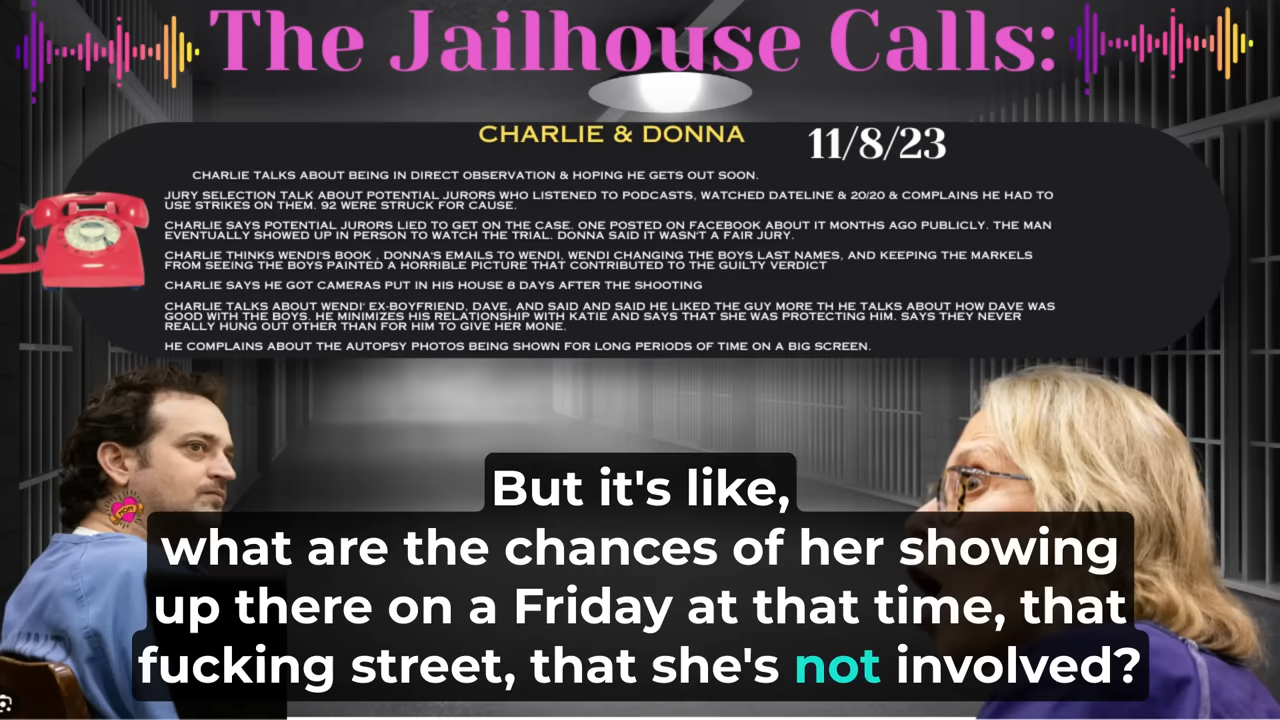 The Jailhouse Calls:
CHARLIE & DONNA 11/8/23
CHARLIE TALKS ABOUT BEING IN DIRECT OBSERVATION & HOPING HE GETS OUT SOON.
JURY SELECTION TALK ABOUT POTENTIAL JURORS WHO LISTENED TO PODCASTS, WATCHED DATELINE & 20/20 & COMPLAINS HE HAD TO
USE STRIKES ON THEM. 92 WERE STRUCK FOR CAUSE.
CHARLIE SAYS POTENTIAL JURORS LIED TO GET ON THE CASE. ONE POSTED ON FACEBOOK ABOUT IT MONTHS AGO PUBLICLY. THE MAN
EVENTUALLY SHOWED UP IN PERSON TO WATCH THE TRIAL. DONNA SAID IT WASN'T A FAIR JURY.
CHARLIE THINKS WENDI'S BOOK , DONNA'S EMAILS TO WENDI, WENDI CHANGING THE BOYS LAST NAMES, AND KEEPING THE MARKELS
FROM SEEING THE BOYS PAINTED A HORRIBLE PICTURE THAT CONTRIBUTED TO THE GUILTY VERDICT
CHARLIE SAYS HE GOT CAMERAS PUT IN HIS HOUSE 8 DAYS AFTER THE SHOOTING
CHARLIE TALKS ABOUT WENDI' EX-BOYFRIEND, DAVE, AND SAID AND SAID HE LIKED THE GUY MORE TH HE TALKS ABOUT HOW DAVE WAS
GOOD WITH THE BOYS. HE MINIMIZES HIS RELATIONSHIP WITH KATIE AND SAYS THAT SHE WAS PROTECTING HIM. SAYS THEY NEVER
REALLY HUNG OUT OTHER THAN FOR HIM TO GIVE HER MONE.
HE COMPLAINS ABOUT THE AUTOPSY PHOTOS BEING SHOWN FOR LONG PERIODS OF TIME ON A BIG SCREEN.
MOM
But it's like,
what are the chances of her showing
up there on a Friday at that time, that
fucking street, that she's not involved?